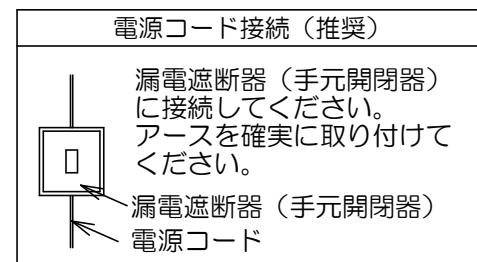 電源コード接続（推奨）
漏電遮断器（手元開閉器）
に接続してください。
アースを確実に取り付けて
ください。
漏電遮断器（手元開閉器）
電源コード